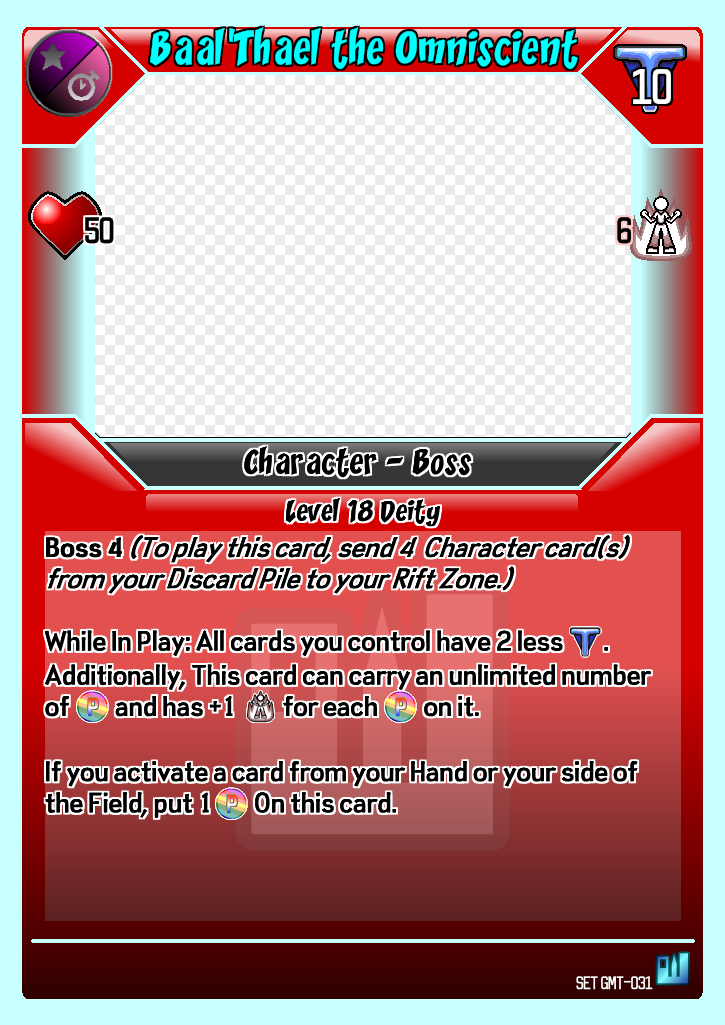 Baal'Thael the Omniscient
10
50
6
Character - Boss
Level 18 Deity
Boss 4 (To play this card, send 4 Character card(s)
from your Discard Pile to your Rift Zone.)
While In Play: All cards you control have 2 less T.
Additionally, This card can carry an unlimited number
of P and has +1 for each P on it.
If you activate a card from your Hand or your side of
the Field, put 1 P On this card.
SET GMT-031